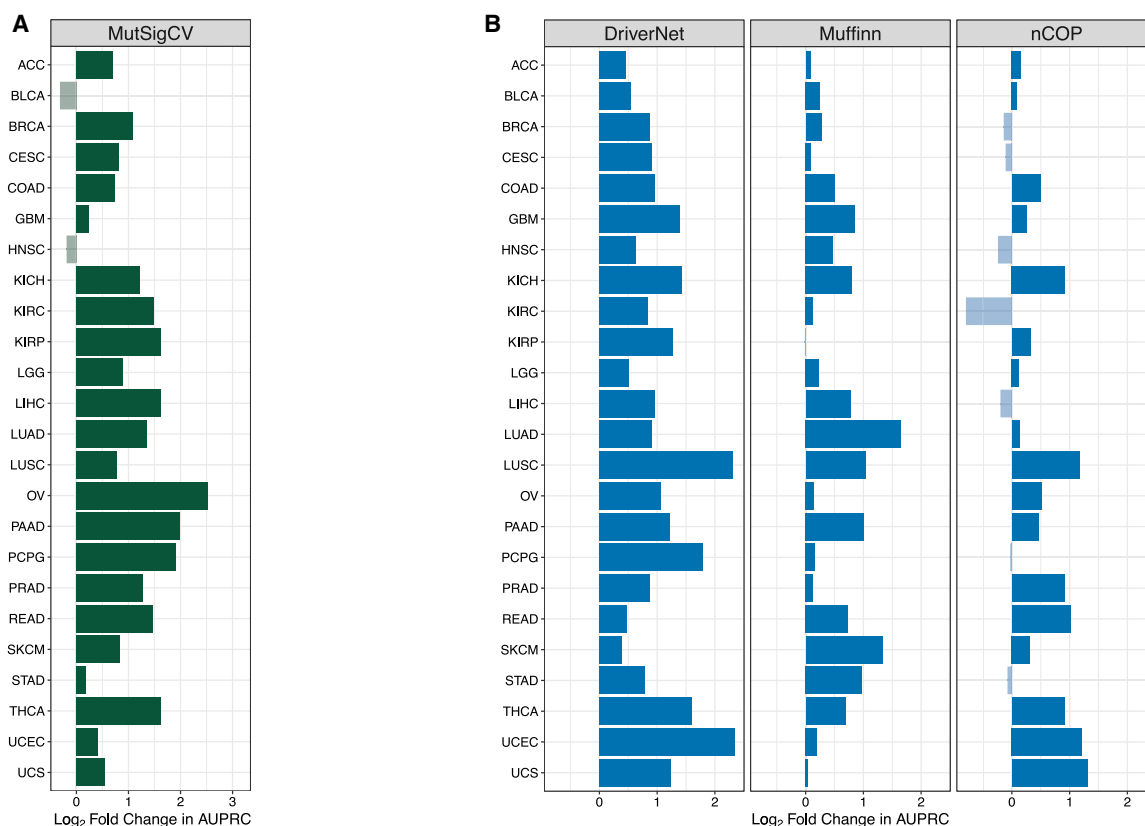 A
MutSigCV
ACC
BLCA
BRCA
CESC
COAD
GBM
HNSC
KICH
KIRC
KIRP
LGG
LIHC
LUAD
LUSC
OV
PAAD
PCPG
PRAD
READ
SKCM
STAD
THCA
UCEC
UCS
0 1 2 3
Log₂ Fold Change in AUPRC
B
DriverNet Muffinn nCOP
ACC
BLCA
BRCA
CESC
COAD
GBM
HNSC
KICH
KIRC
KIRP
LGG
LIHC
LUAD
LUSC
OV
PAAD
PCPG
PRAD
READ
SKCM
STAD
THCA
UCEC
UCS
0 1 2 0 1 2 0 1 2
Log₂ Fold Change in AUPRC